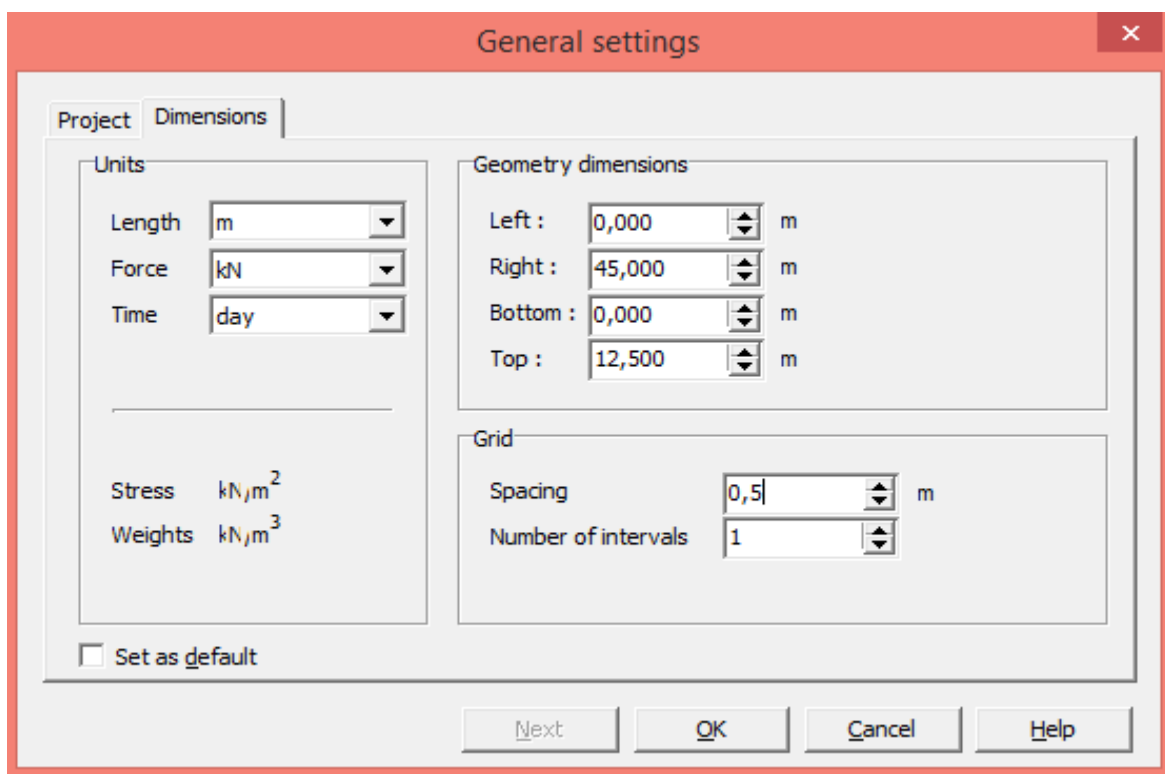 General settings
Project Dimensions
Units
Length m
Force kN
Time day
Stress kN/m²
Weights kN/m³
Geometry dimensions
Left : 0,000 m
Right : 45,000 m
Bottom : 0,000 m
Top : 12,500 m
Grid
Spacing 0,5 m
Number of intervals 1
Set as default
Next OK Cancel Help